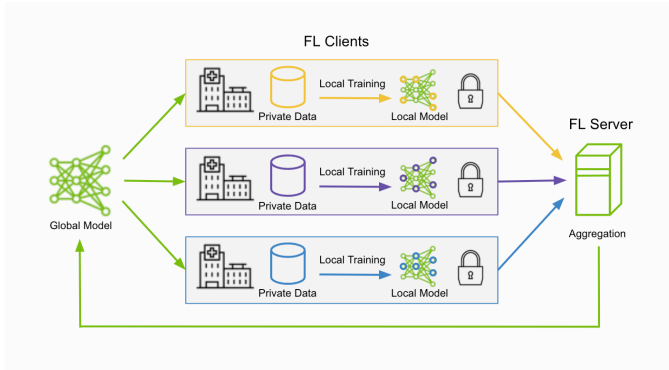 FL Clients
Local Training
Private Data
Local Model
FL Server
Local Training
Private Data
Local Model
Global Model
Aggregation
Local Training
Private Data
Local Model